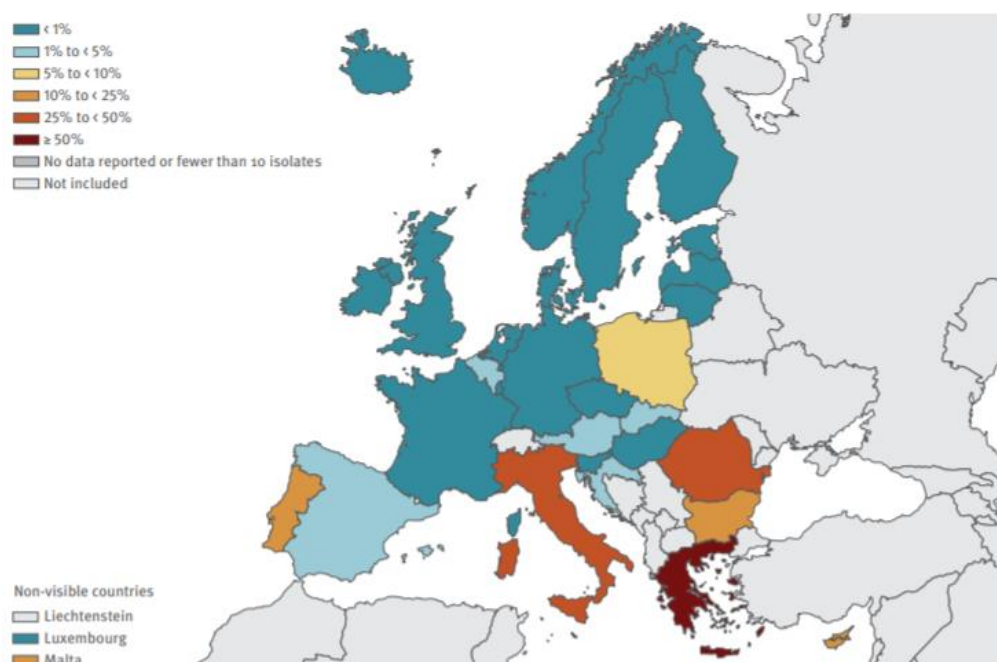 < 1%
1% to < 5%
5% to < 10%
10% to < 25%
25% to < 50%
≥ 50%
No data reported or fewer than 10 isolates
Not included
Non-visible countries
Liechtenstein
Luxembourg
Malta